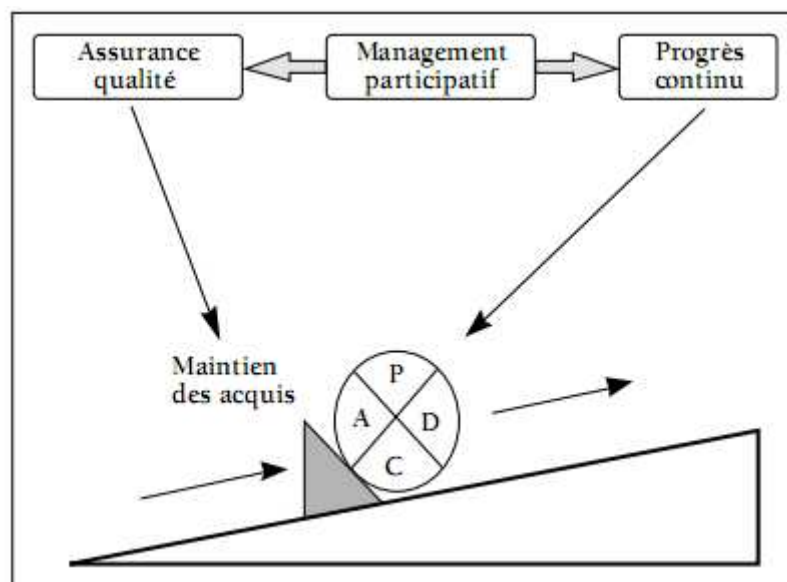 Assurance
qualité
Management
participatif
Progrès
continu
Maintien
des acquis
P
A
D
C